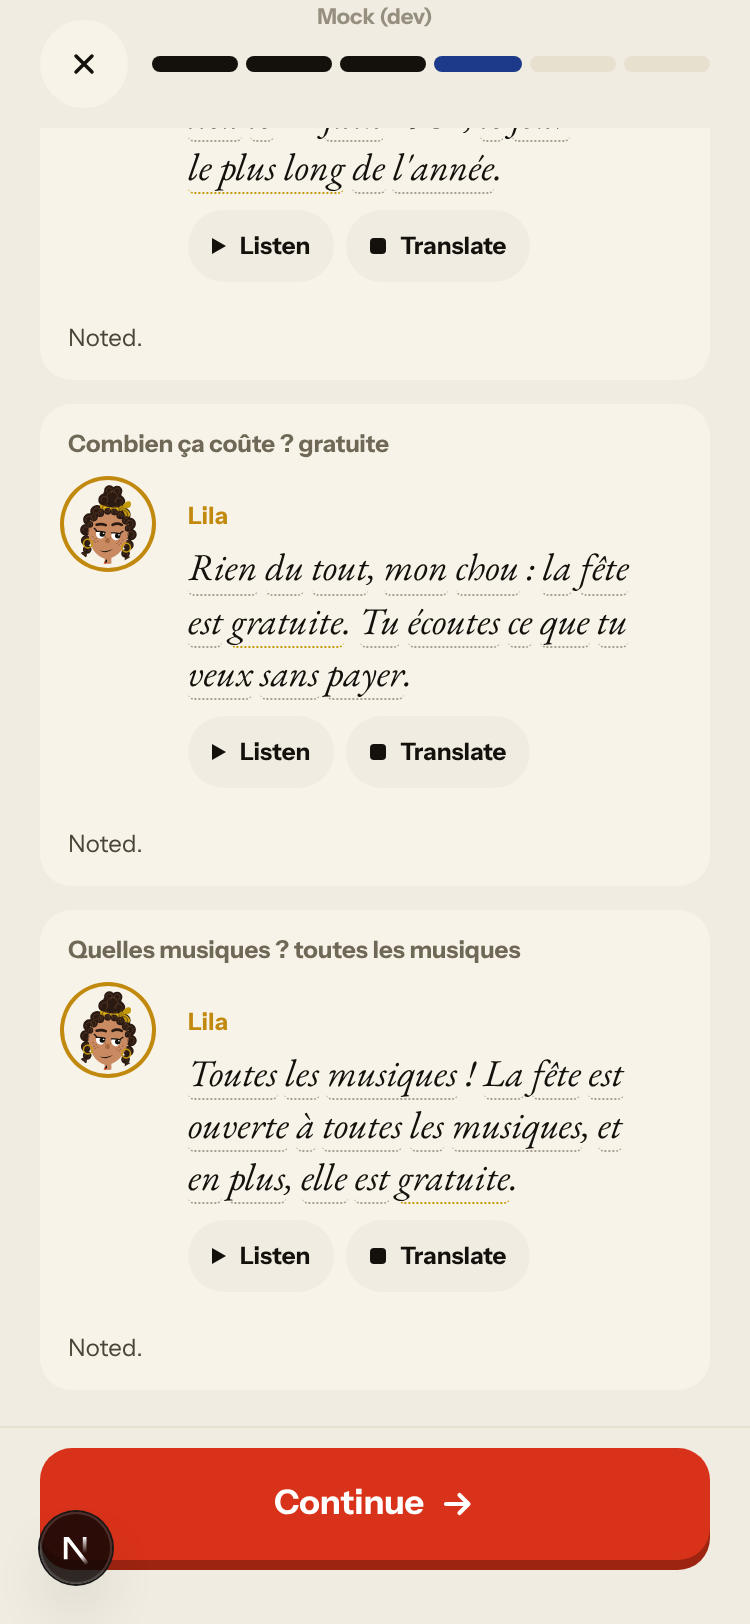 Mock (dev)
le plus long de l'année.
Listen
Translate
Noted.
Combien ça coûte ? gratuite
Lila
Rien du tout, mon chou : la fête
est gratuite. Tu écoutes ce que tu
veux sans payer.
Listen
Translate
Noted.
Quelles musiques ? toutes les musiques
Lila
Toutes les musiques ! La fête est
ouverte à toutes les musiques, et
en plus, elle est gratuite.
Listen
Translate
Noted.
Continue →
N